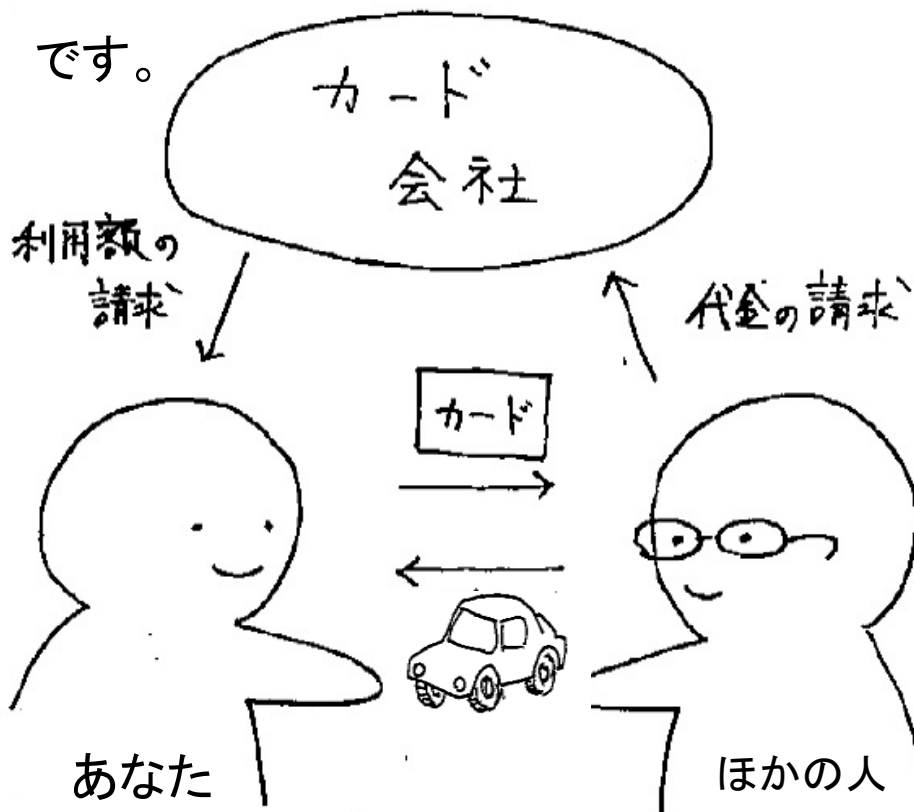 です。
カード
会社
利用額の
請求
代金の請求
カード
あなた
ほかの人